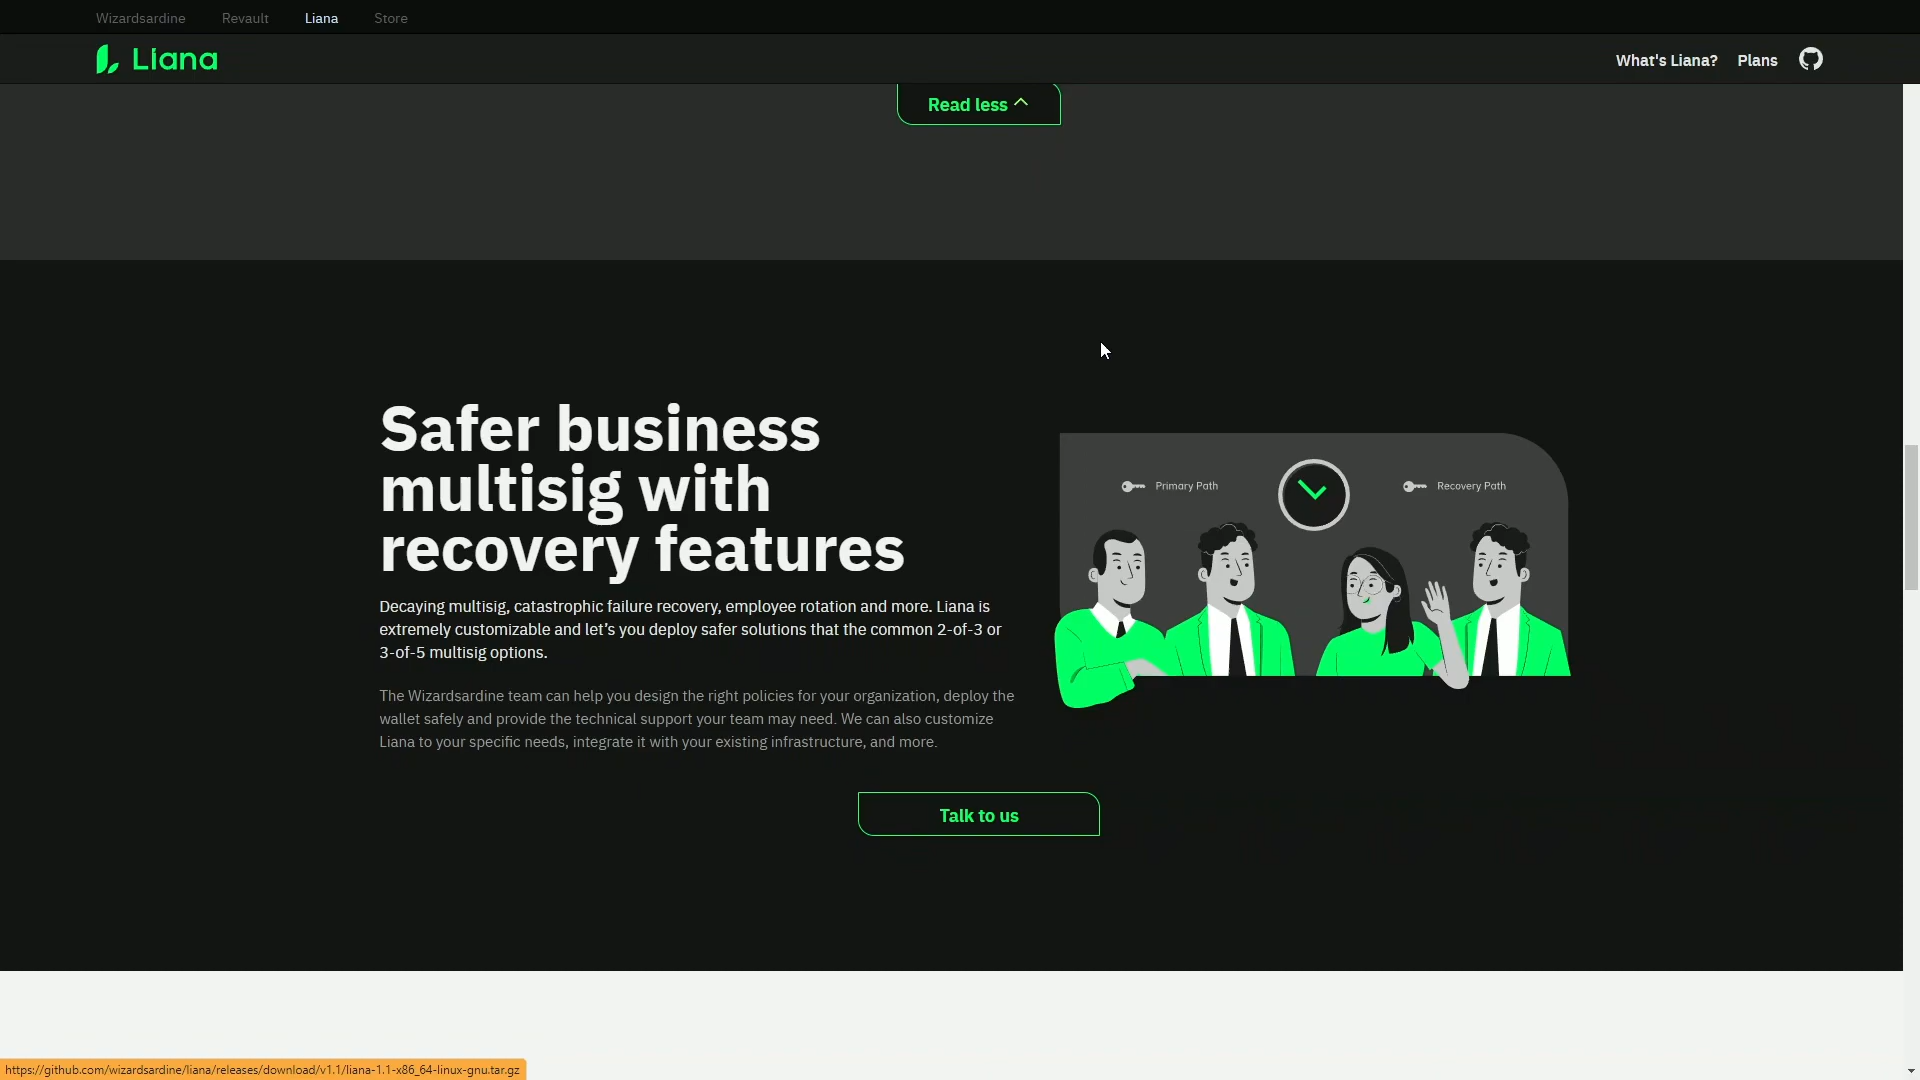 Wizardsardine Revault Liana Store
Liana What's Liana? Plans
Read less
Safer business
multisig with
recovery features
Primary Path Recovery Path
Decaying multisig, catastrophic failure recovery, employee rotation and more. Liana is
extremely customizable and let’s you deploy safer solutions that the common 2-of-3 or
3-of-5 multisig options.
The Wizardsardine team can help you design the right policies for your organization, deploy the
wallet safely and provide the technical support your team may need. We can also customize
Liana to your specific needs, integrate it with your existing infrastructure, and more.
Talk to us
https://github.com/wizardsardine/liana/releases/download/v1.1/liana-1.1-x86_64-linux-gnu.tar.gz